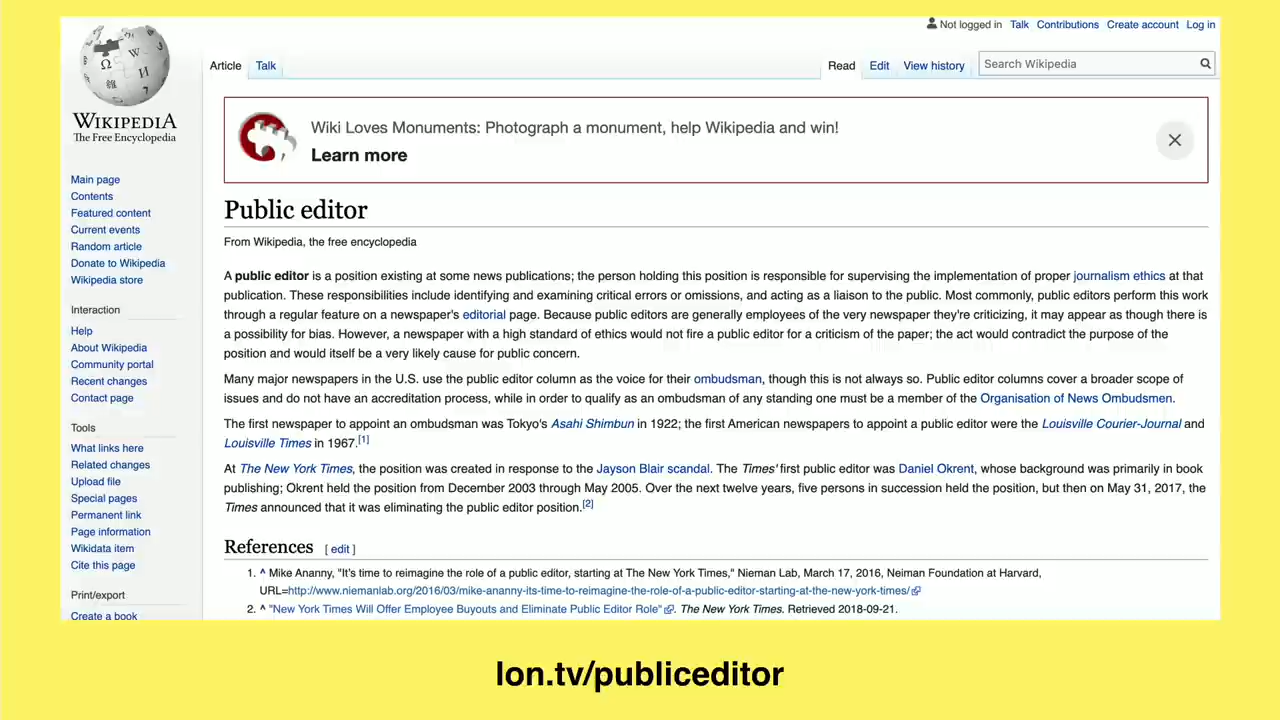 Not logged in Talk Contributions Create account Log in
Article Talk Read Edit View history Search Wikipedia
WIKIPEDIA
The Free Encyclopedia
Wiki Loves Monuments: Photograph a monument, help Wikipedia and win!
Learn more
Main page
Contents
Featured content
Current events
Random article
Donate to Wikipedia
Wikipedia store
Interaction
Help
About Wikipedia
Community portal
Recent changes
Contact page
Tools
What links here
Related changes
Upload file
Special pages
Permanent link
Page information
Wikidata item
Cite this page
Print/export
Create a book
Public editor
From Wikipedia, the free encyclopedia
A public editor is a position existing at some news publications; the person holding this position is responsible for supervising the implementation of proper journalism ethics at that
publication. These responsibilities include identifying and examining critical errors or omissions, and acting as a liaison to the public. Most commonly, public editors perform this work
through a regular feature on a newspaper's editorial page. Because public editors are generally employees of the very newspaper they're criticizing, it may appear as though there is
a possibility for bias. However, a newspaper with a high standard of ethics would not fire a public editor for a criticism of the paper; the act would contradict the purpose of the
position and would itself be a very likely cause for public concern.
Many major newspapers in the U.S. use the public editor column as the voice for their ombudsman, though this is not always so. Public editor columns cover a broader scope of
issues and do not have an accreditation process, while in order to qualify as an ombudsman of any standing one must be a member of the Organisation of News Ombudsmen.
The first newspaper to appoint an ombudsman was Tokyo's Asahi Shimbun in 1922; the first American newspapers to appoint a public editor were the Louisville Courier-Journal and
Louisville Times in 1967.[1]
At The New York Times, the position was created in response to the Jayson Blair scandal. The Times' first public editor was Daniel Okrent, whose background was primarily in book
publishing; Okrent held the position from December 2003 through May 2005. Over the next twelve years, five persons in succession held the position, but then on May 31, 2017, the
Times announced that it was eliminating the public editor position.[2]
References [ edit ]
1. ^ Mike Ananny, "It's time to reimagine the role of a public editor, starting at The New York Times," Nieman Lab, March 17, 2016, Neiman Foundation at Harvard,
URL=http://www.niemanlab.org/2016/03/mike-ananny-its-time-to-reimagine-the-role-of-a-public-editor-starting-at-the-new-york-times/
2. ^ "New York Times Will Offer Employee Buyouts and Eliminate Public Editor Role". The New York Times. Retrieved 2018-09-21.
lon.tv/publiceditor